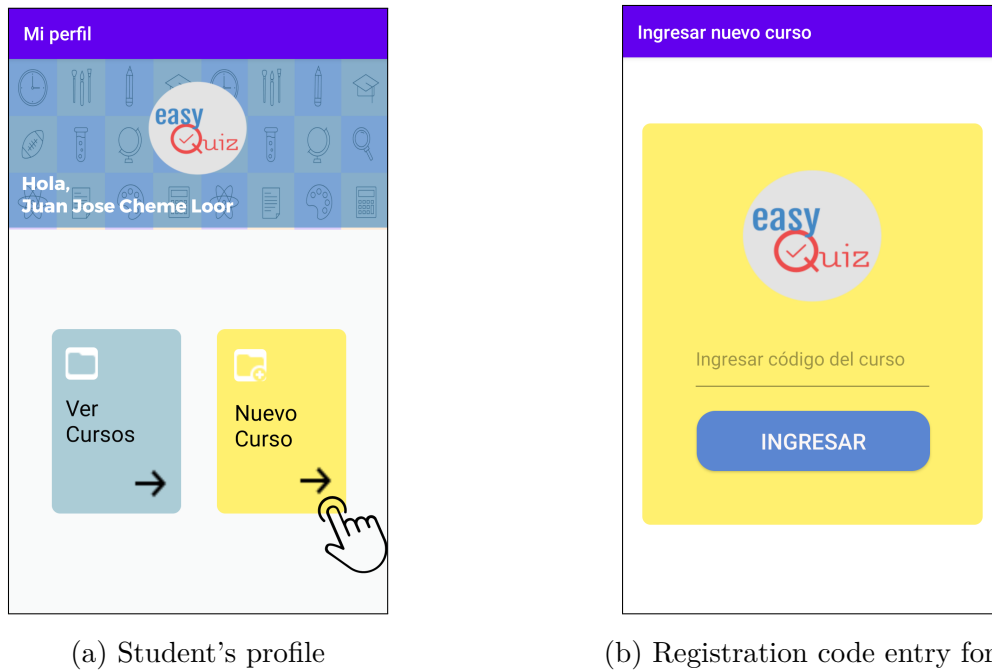 Mi perfil
easy
Quiz
Hola,
Juan Jose Cheme Loor
Ver
Cursos
Nuevo
Curso
(a) Student's profile
Ingresar nuevo curso
easy
Quiz
Ingresar código del curso
INGRESAR
(b) Registration code entry